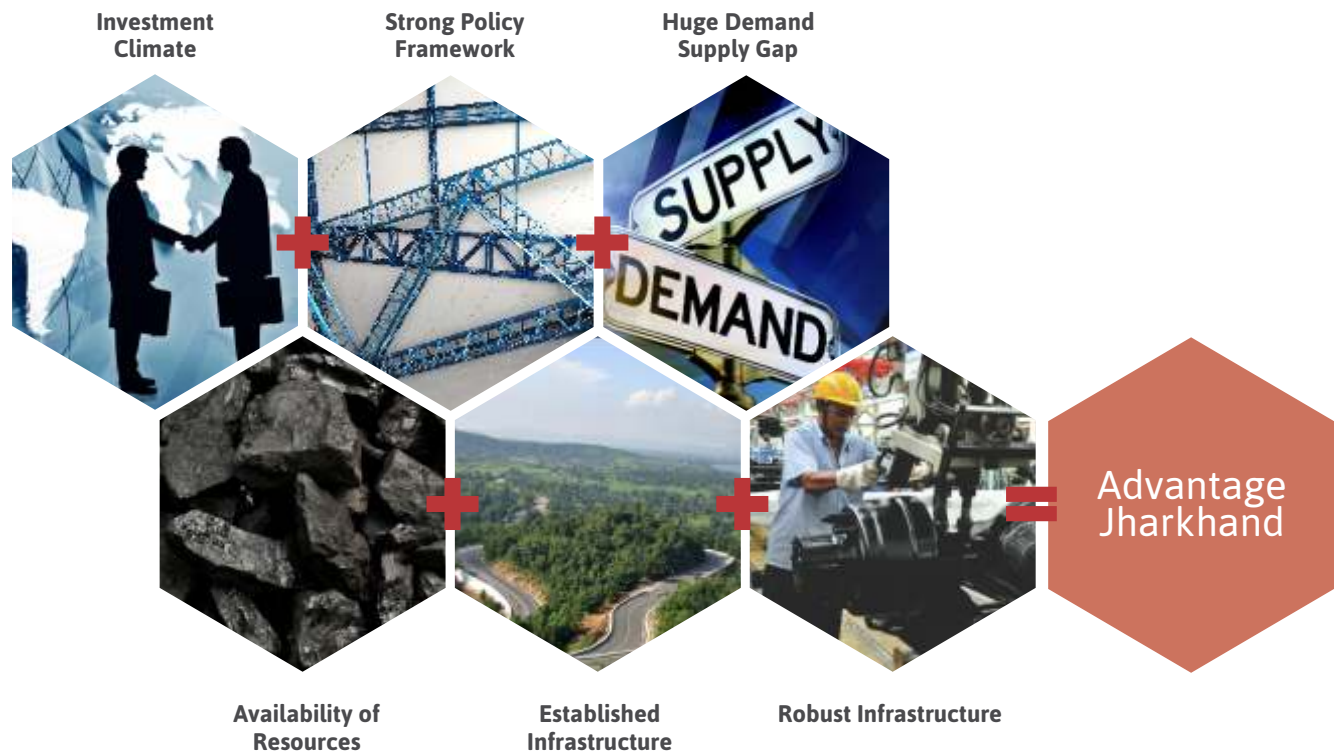 Investment
Climate
Strong Policy
Framework
Huge Demand
Supply Gap
SUPPLY
DEMAND
Advantage
Jharkhand
Availability of
Resources
Established
Infrastructure
Robust Infrastructure